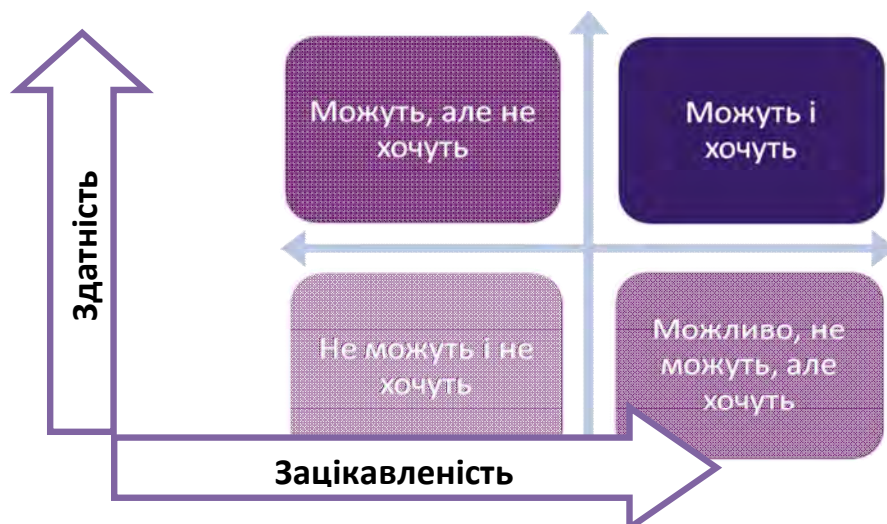 Можуть, але не
хочуть
Можуть і
хочуть
Здатність
Не можуть і не
хочуть
Можливо, не
можуть, але
хочуть
Зацікавленість